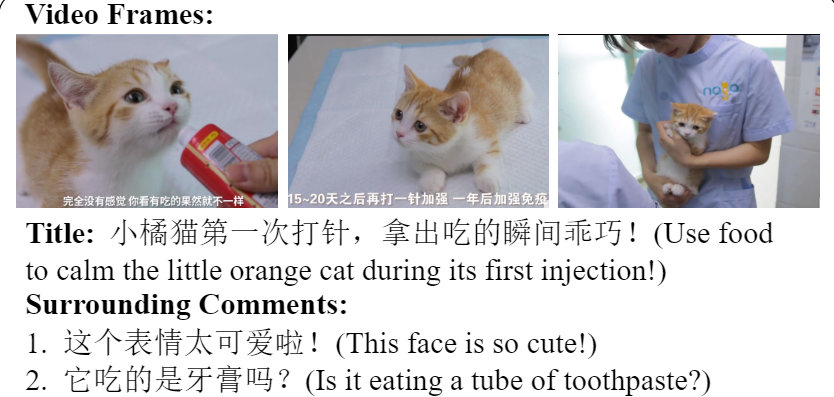 Video Frames:
完全没有感觉 你看有吃的果然就不一样
15~20天之后再打一针加强 一年后加强免疫
Title: 小橘猫第一次打针，拿出吃的瞬间乖巧！(Use food
to calm the little orange cat during its first injection!)
Surrounding Comments:
1. 这个表情太可爱啦！(This face is so cute!)
2. 它吃的是牙膏吗？(Is it eating a tube of toothpaste?)